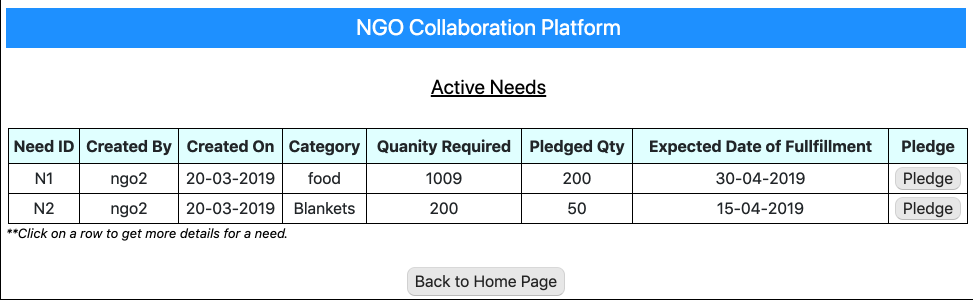 NGO Collaboration Platform
Active Needs
Need ID Created By Created On Category Quanity Required Pledged Qty Expected Date of Fullfillment Pledge
N1 ngo2 20-03-2019 food 1009 200 30-04-2019 Pledge
N2 ngo2 20-03-2019 Blankets 200 50 15-04-2019 Pledge
**Click on a row to get more details for a need.
Back to Home Page